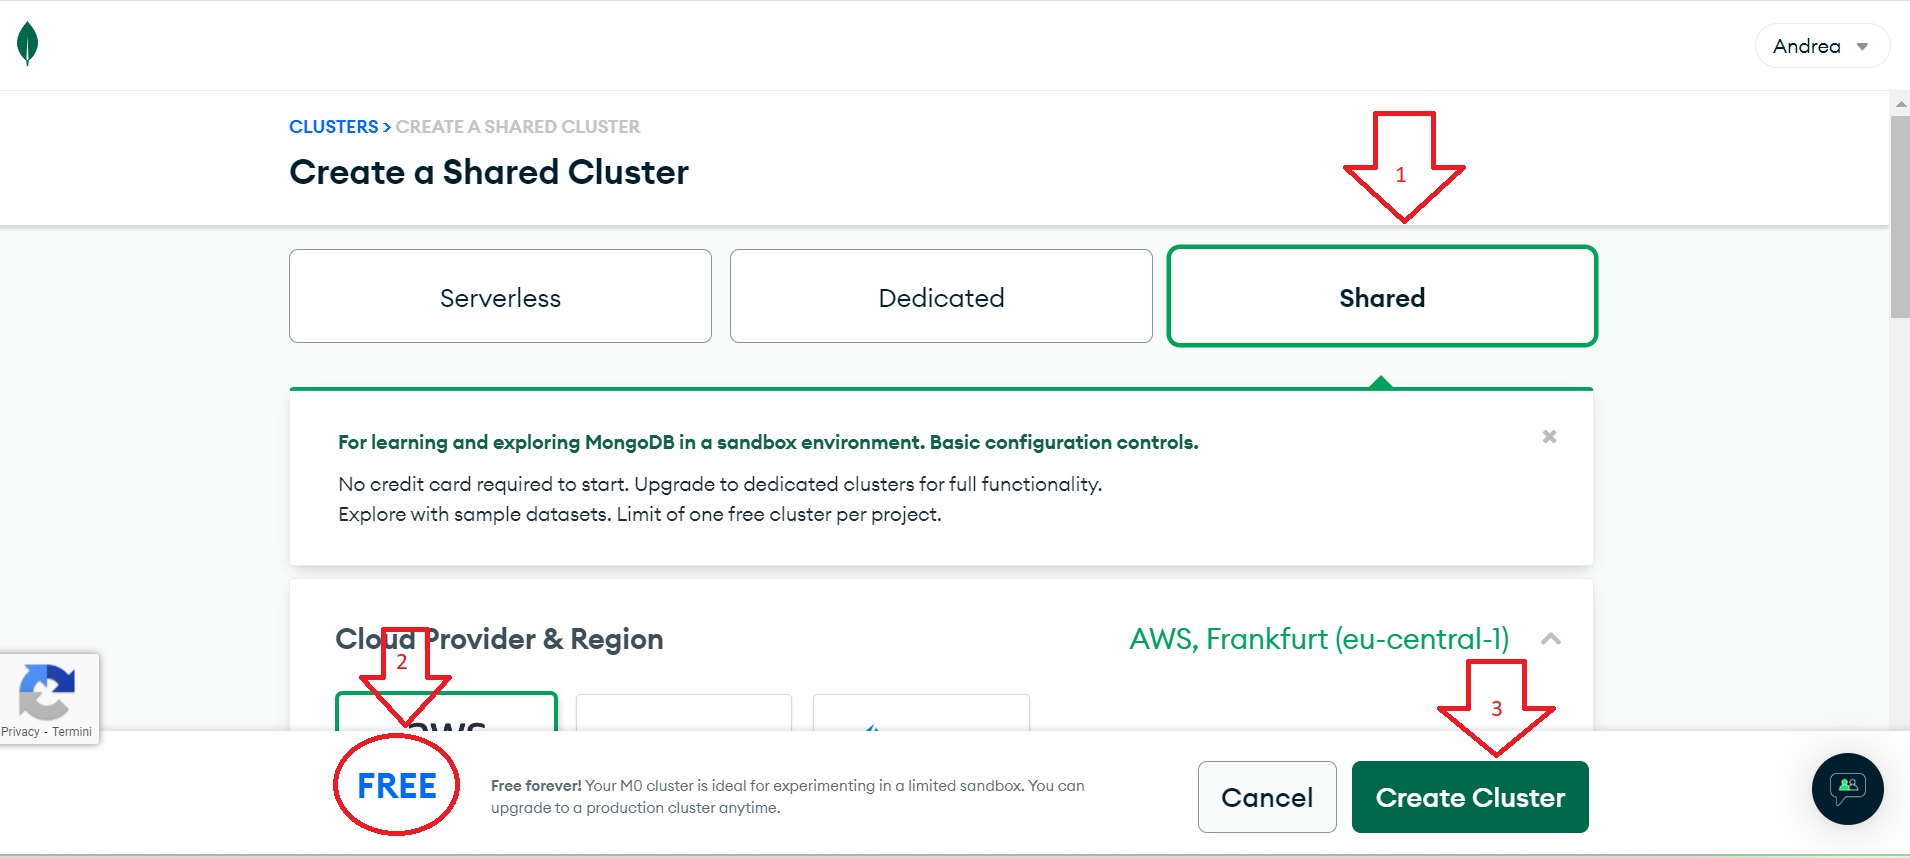 Andrea
CLUSTERS > CREATE A SHARED CLUSTER
Create a Shared Cluster
1
Serverless
Dedicated
Shared
For learning and exploring MongoDB in a sandbox environment. Basic configuration controls.
No credit card required to start. Upgrade to dedicated clusters for full functionality.
Explore with sample datasets. Limit of one free cluster per project.
Cloud Provider & Region
AWS, Frankfurt (eu-central-1)
2
3
aws
Privacy - Termini
FREE
Free forever! Your M0 cluster is ideal for experimenting in a limited sandbox. You can
upgrade to a production cluster anytime.
Cancel
Create Cluster